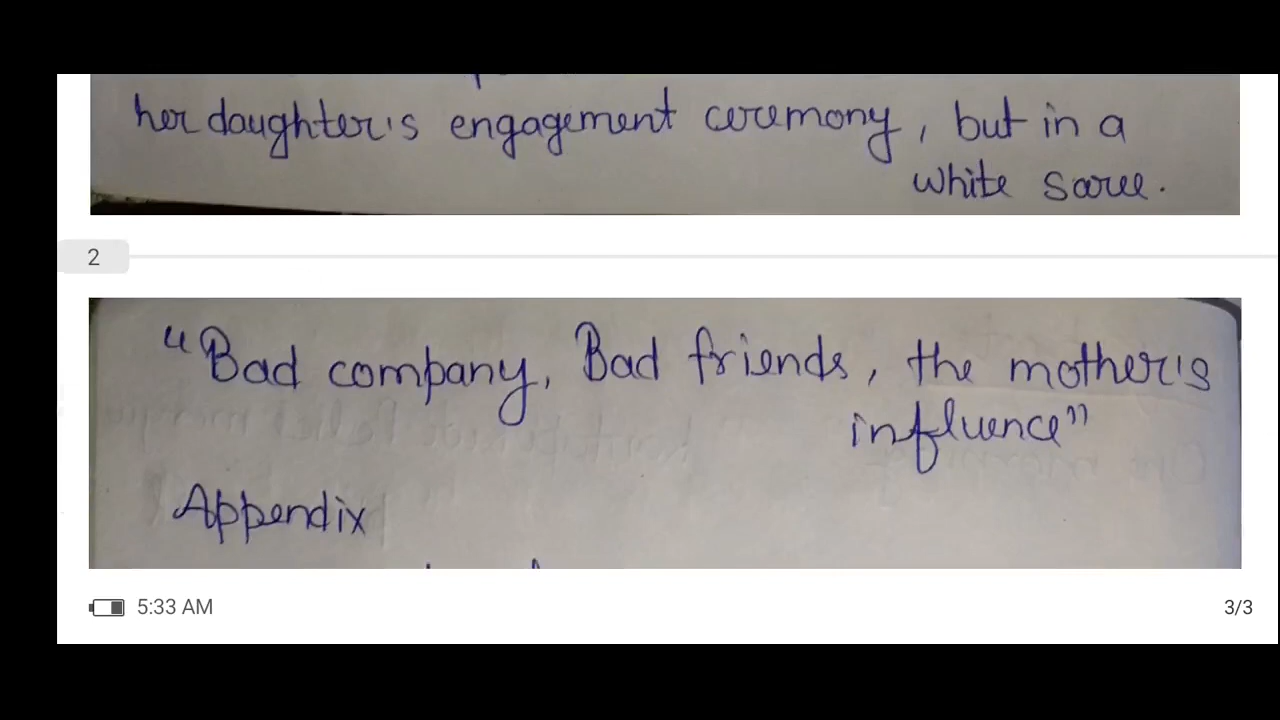 her daughter's engagement ceremony, but in a
white saree.
2
"Bad company, Bad friends, the mother's
influence"
Appendix
5:33 AM
3/3